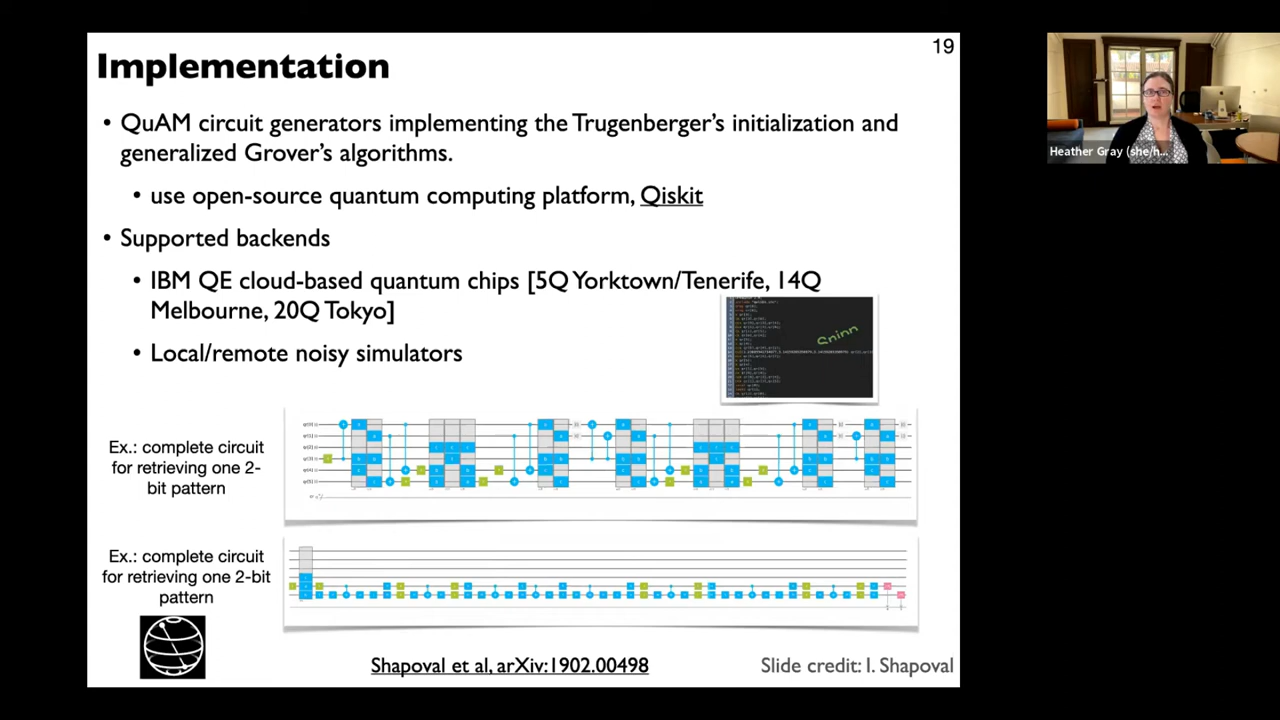 19
Implementation
• QuAM circuit generators implementing the Trugenberger's initialization and
generalized Grover's algorithms.
• use open-source quantum computing platform, Qiskit
• Supported backends
• IBM QE cloud-based quantum chips [5Q Yorktown/Tenerife, 14Q
Melbourne, 20Q Tokyo]
• Local/remote noisy simulators
Ex.: complete circuit
for retrieving one 2-
bit pattern
Ex.: complete circuit
for retrieving one 2-bit
pattern
Shapoval et al, arXiv:1902.00498
Slide credit: I. Shapoval
Heather Gray (she/h...